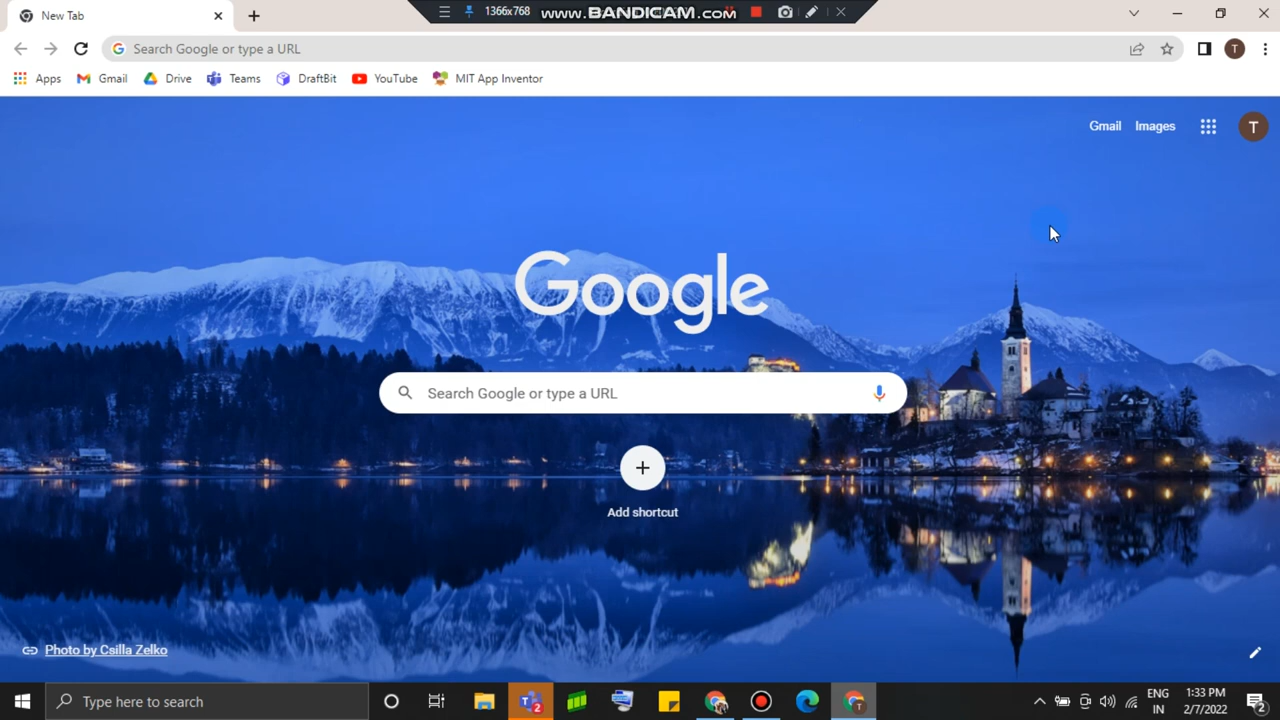 New Tab
1366x768
www.BANDICAM.com
Search Google or type a URL
T
Apps
Gmail
Drive
Teams
DraftBit
YouTube
MIT App Inventor
Gmail
Images
T
Google
Search Google or type a URL
Add shortcut
Photo by Csilla Zelko
Type here to search
2
T
ENG
IN
1:33 PM
2/7/2022
2